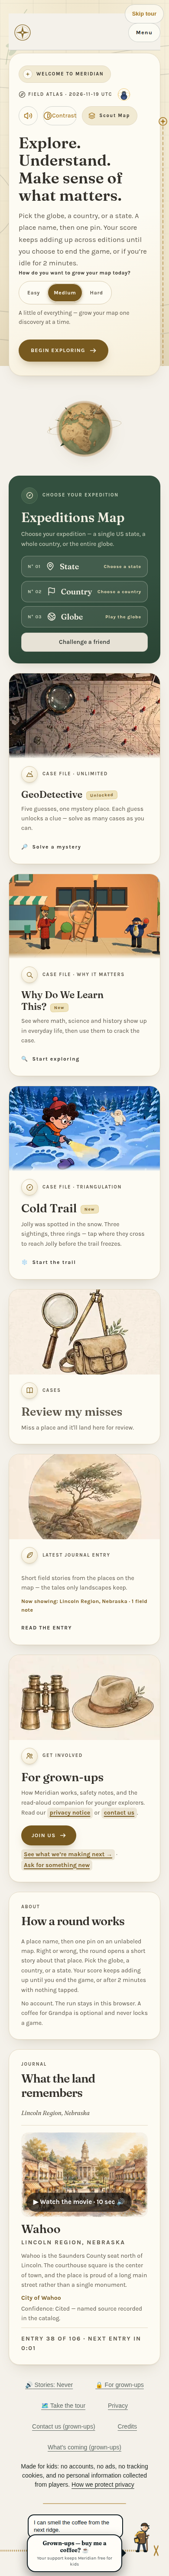 Skip tour
Menu
WELCOME TO MERIDIAN
FIELD ATLAS · 2026-11-19 UTC
Contrast
Scout Map
Explore.
Understand.
Make sense of
what matters.
Pick the globe, a country, or a state. A
place name, then one pin. Your score
keeps adding up across editions until
you choose to end the game, or if you're
idle for 2 minutes.
How do you want to grow your map today?
Easy
Medium
Hard
A little of everything — grow your map one
discovery at a time.
BEGIN EXPLORING →
CHOOSE YOUR EXPEDITION
Expeditions Map
Choose your expedition — a single US state, a
whole country, or the entire globe.
N° 01 State Choose a state
N° 02 Country Choose a country
N° 03 Globe Play the globe
Challenge a friend
CASE FILE · UNLIMITED
GeoDetective Unlocked
Five guesses, one mystery place. Each guess
unlocks a clue — solve as many cases as you
can.
Solve a mystery
CASE FILE · WHY IT MATTERS
Why Do We Learn
This? New
See where math, science and history show up
in everyday life, then use them to crack the
case.
Start exploring
CASE FILE · TRIANGULATION
Cold Trail New
Jolly was spotted in the snow. Three
sightings, three rings — tap where they cross
to reach Jolly before the trail freezes.
Start the trail
CASES
Review my misses
Miss a place and it'll land here for review.
LATEST JOURNAL ENTRY
Short field stories from the places on the
map — the tales only landscapes keep.
Now showing: Lincoln Region, Nebraska · 1 field
note
READ THE ENTRY
GET INVOLVED
For grown-ups
How Meridian works, safety notes, and the
read-aloud companion for younger explorers.
Read our privacy notice or contact us.
JOIN US →
See what we're making next →
Ask for something new
ABOUT
How a round works
A place name, then one pin on an unlabeled
map. Right or wrong, the round opens a short
story about that place. Pick the globe, a
country, or a state. Your score keeps adding
up until you end the game, or after 2 minutes
with nothing tapped.
No account. The run stays in this browser. A
coffee for Grandpa is optional and never locks
a game.
JOURNAL
What the land
remembers
Lincoln Region, Nebraska
▶ Watch the movie · 10 sec
Wahoo
LINCOLN REGION, NEBRASKA
Wahoo is the Saunders County seat north of
Lincoln. The courthouse square is the center
of town, and the place is proud of a long main
street rather than a single monument.
City of Wahoo
Confidence: Cited — named source recorded
in the catalog.
ENTRY 38 OF 106 · NEXT ENTRY IN
0:01
Stories: Never
For grown-ups
Take the tour
Privacy
Contact us (grown-ups)
Credits
What's coming (grown-ups)
Made for kids: no accounts, no ads, no tracking
cookies, and no personal information collected
from players. How we protect privacy
I can smell the coffee from the
next ridge.
Grown-ups — buy me a
coffee?
Your support keeps Meridian free for
kids